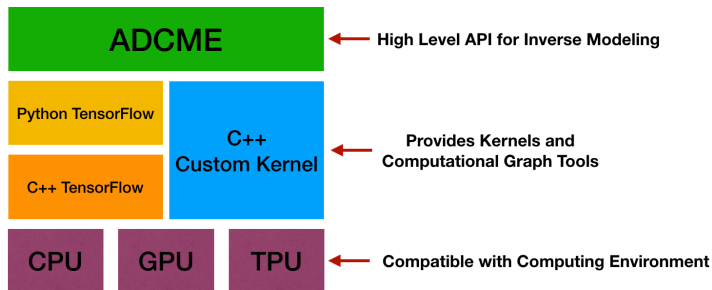 ADCME
High Level API for Inverse Modeling
Python TensorFlow
C++ TensorFlow
C++
Custom Kernel
Provides Kernels and
Computational Graph Tools
CPU
GPU
TPU
Compatible with Computing Environment